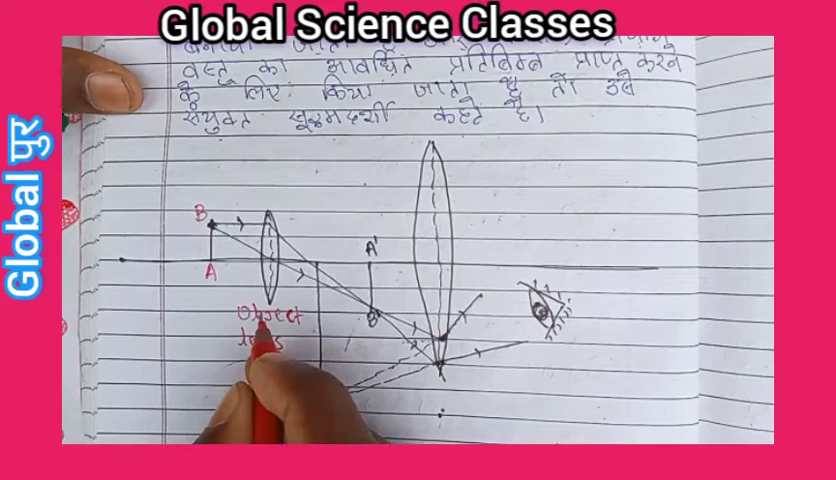 Global Science Classes
वस्तु का आवर्धित प्रतिबिम्ब प्राप्त करने
के लिए किया जाता है तो उसे
संयुक्त सूक्ष्मदर्शी कहते है।
Global पुर
B
A'
A
B'
Object
lens